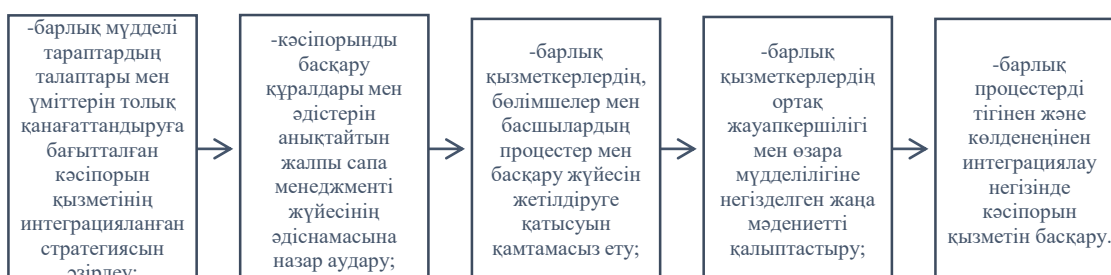 -барлық мүдделі
тараптардың
талаптары мен
үміттерін толық
қанағаттандыруға
бағытталған
кәсіпорын
қызметінің
интеграцияланған
стратегиясын
әзірлеу;
-кәсіпорынды
басқару
құралдары мен
әдістерін
анықтайтын
жалпы сапа
менеджменті
жүйесінің
әдіснамасына
назар аудару;
-барлық
қызметкерлердің,
бөлімшелер мен
басшылардың
процестер мен
басқару жүйесін
жетілдіруге
қатысуын
қамтамасыз ету;
-барлық
қызметкерлердің
ортақ
жауапкершілігі
мен өзара
мүдделілігіне
негізделген жаңа
мәдениетті
қалыптастыру;
-барлық
процестерді
тігінен және
көлденеңінен
интеграциялау
негізінде
кәсіпорын
қызметін басқару.